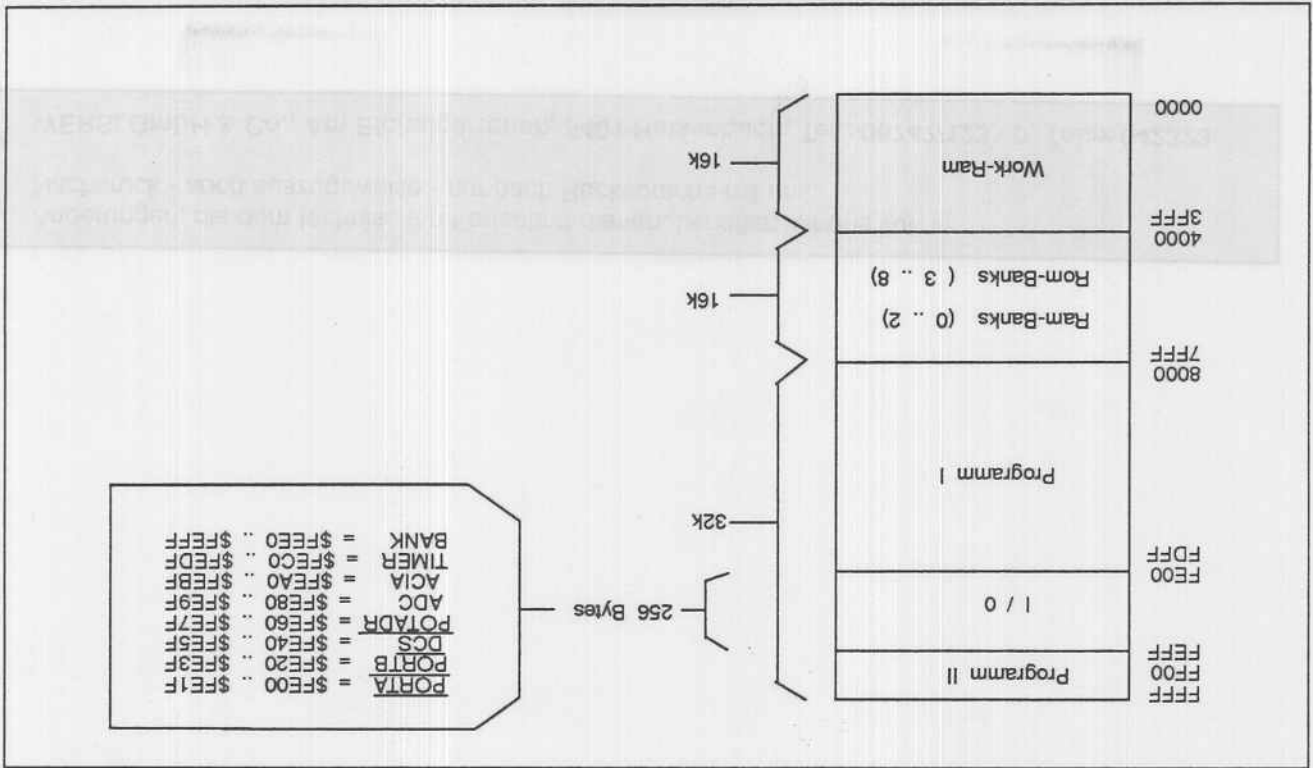 FFFF
Programm II
FF00
FEFF
I / O
FE00
FDFF
Programm I
8000
7FFF
Ram-Banks (0 .. 2)
Rom-Banks ( 3 .. 8)
4000
3FFF
Work-Ram
0000
256 Bytes
32k
16k
16k
PORTA = $FE00 .. $FE1F
PORTB = $FE20 .. $FE3F
DCS = $FE40 .. $FE5F
POTADR = $FE60 .. $FE7F
ADC = $FE80 .. $FE9F
ACIA = $FEA0 .. $FEBF
TIMER = $FEC0 .. $FEDF
BANK = $FEE0 .. $FEFF